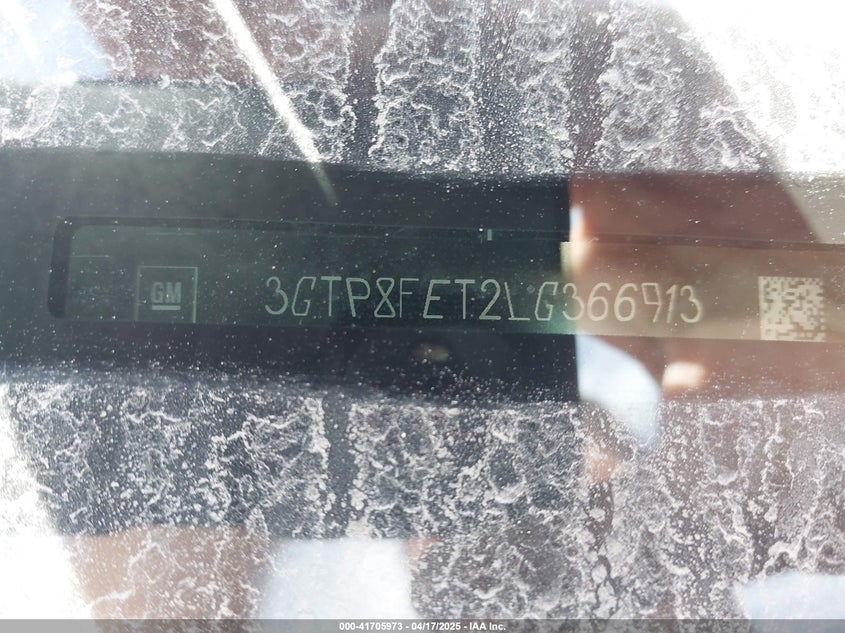 GM 3GTP8FET2LG366913
000-41705973 - 04/17/2025 - IAA Inc.